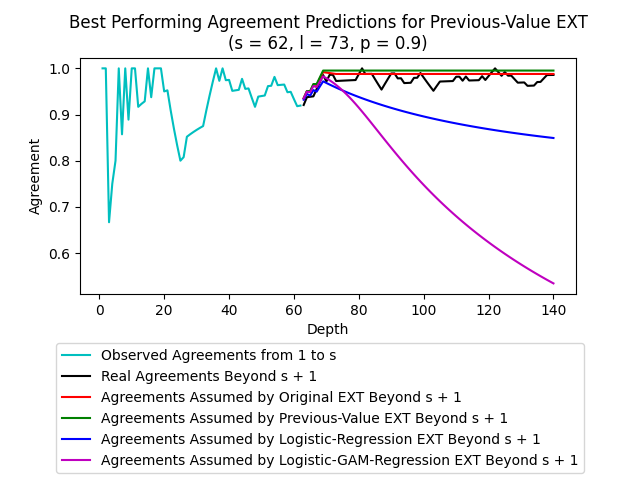 Best Performing Agreement Predictions for Previous-Value EXT
(s = 62, l = 73, p = 0.9)
1.0
0.9
0.8
0.7
0.6
Agreement
0
20
40
60
80
100
120
140
Depth
Observed Agreements from 1 to s
Real Agreements Beyond s + 1
Agreements Assumed by Original EXT Beyond s + 1
Agreements Assumed by Previous-Value EXT Beyond s + 1
Agreements Assumed by Logistic-Regression EXT Beyond s + 1
Agreements Assumed by Logistic-GAM-Regression EXT Beyond s + 1